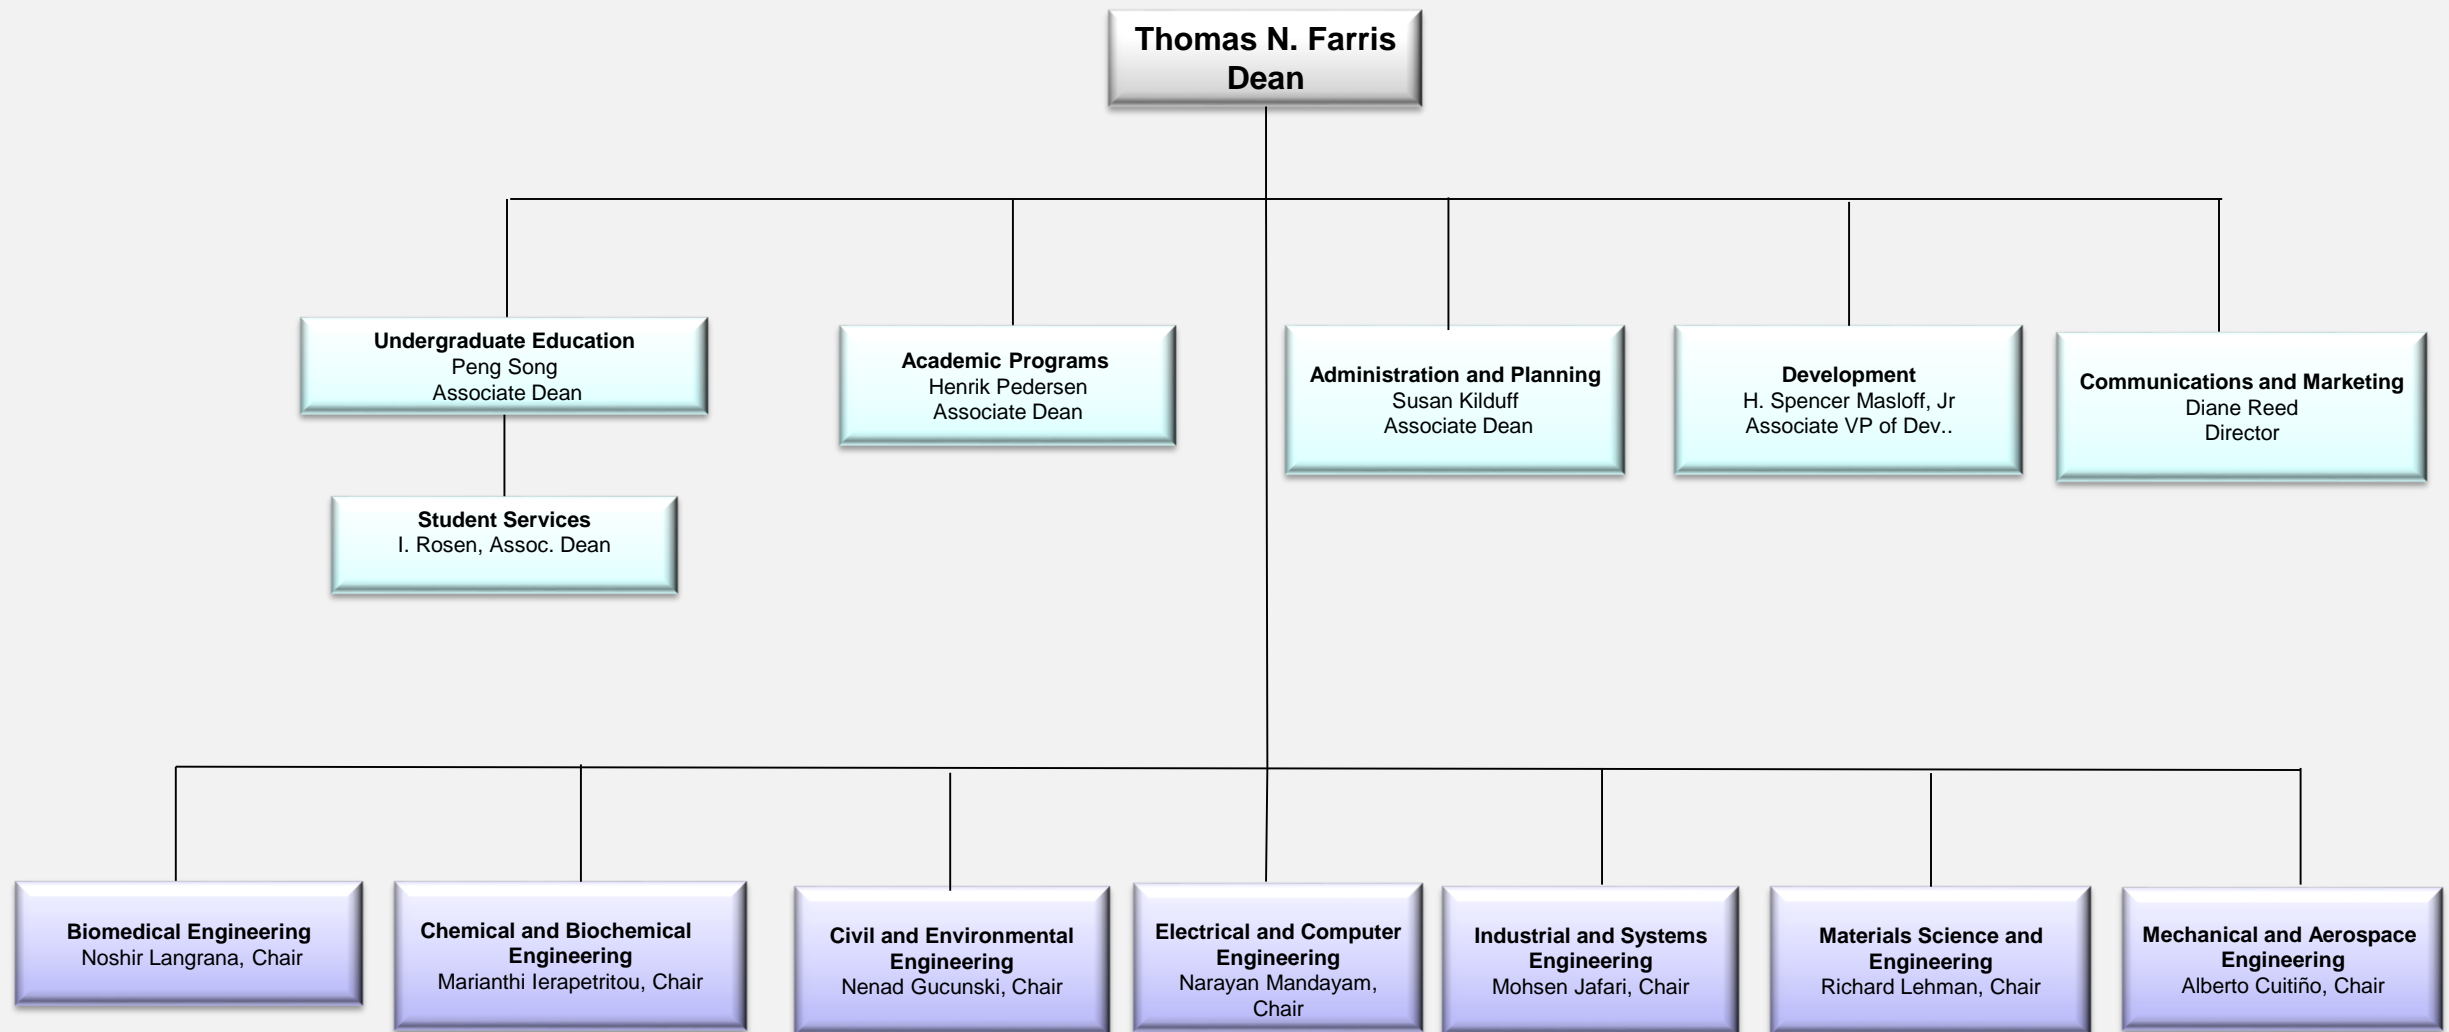 Thomas N. Farris
Dean
Undergraduate Education
Peng Song
Associate Dean
Academic Programs
Henrik Pedersen
Associate Dean
Administration and Planning
Susan Kilduff
Associate Dean
Development
H. Spencer Masloff, Jr
Associate VP of Dev..
Communications and Marketing
Diane Reed
Director
Student Services
I. Rosen, Assoc. Dean
Biomedical Engineering
Noshir Langrana, Chair
Chemical and Biochemical
Engineering
Marianthi Ierapetritou, Chair
Civil and Environmental
Engineering
Nenad Gucunski, Chair
Electrical and Computer
Engineering
Narayan Mandayam,
Chair
Industrial and Systems
Engineering
Mohsen Jafari, Chair
Materials Science and
Engineering
Richard Lehman, Chair
Mechanical and Aerospace
Engineering
Alberto Cuitiño, Chair